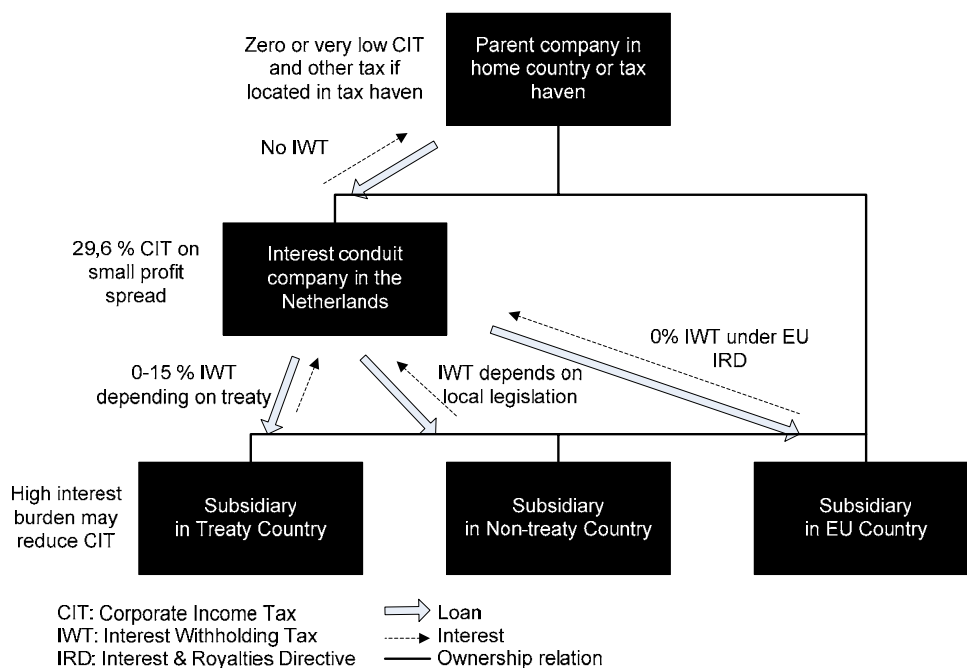 Zero or very low CIT
and other tax if
located in tax haven
Parent company in
home country or tax
haven
No IWT
29,6 % CIT on
small profit
spread
Interest conduit
company in the
Netherlands
0% IWT under EU
IRD
0-15 % IWT
depending on treaty
IWT depends on
local legislation
High interest
burden may
reduce CIT
Subsidiary
in Treaty Country
Subsidiary
in Non-treaty Country
Subsidiary
in EU Country
CIT: Corporate Income Tax
IWT: Interest Withholding Tax
IRD: Interest & Royalties Directive
Loan
Interest
Ownership relation